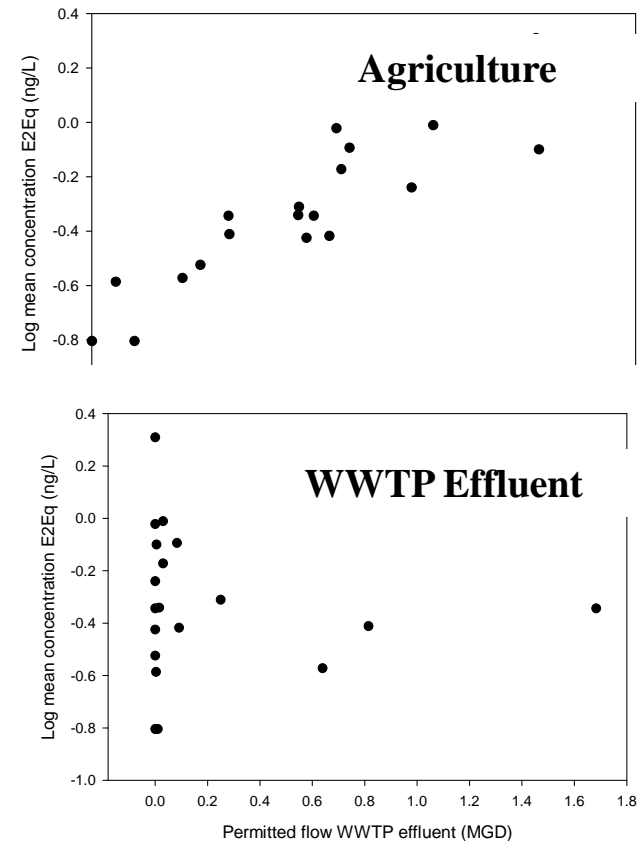 0.4
Agriculture
0.2
0.0
-0.2
-0.4
-0.6
-0.8
Log mean concentration E2Eq (ng/L)
0.4
WWTP Effluent
0.2
0.0
-0.2
-0.4
-0.6
-0.8
-1.0
Log mean concentration E2Eq (ng/L)
0.0 0.2 0.4 0.6 0.8 1.0 1.2 1.4 1.6 1.8
Permitted flow WWTP effluent (MGD)